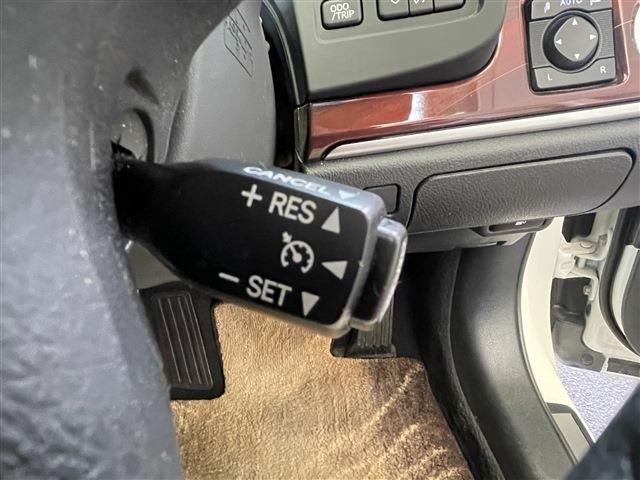 ODO
/TRIP
AUTO
L R
CANCEL
+ RES
− SET